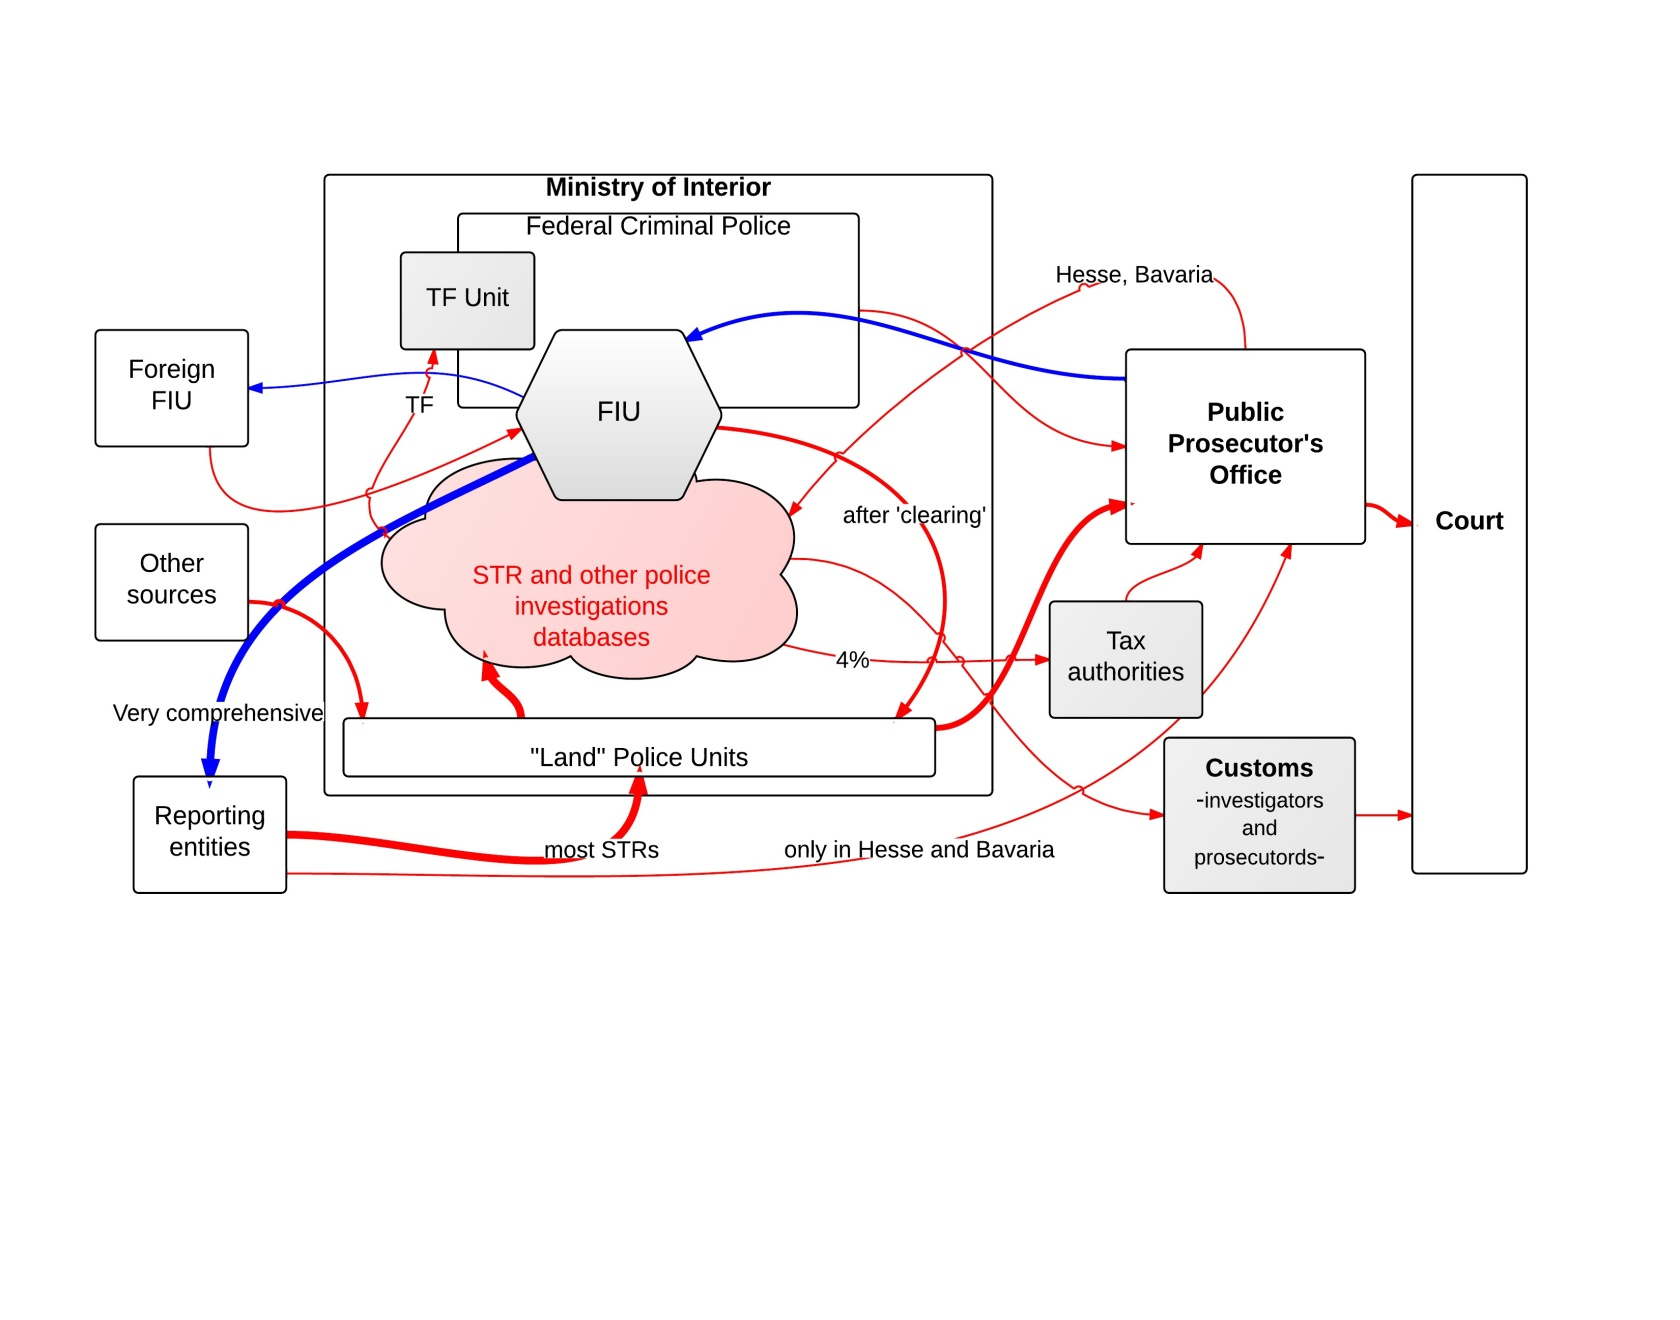 Ministry of Interior
Federal Criminal Police
TF Unit
Hesse, Bavaria
Foreign
FIU
TF
FIU
Public
Prosecutor's
Office
after 'clearing'
Court
Other
sources
STR and other police
investigations
databases
4%
Tax
authorities
Very comprehensive
"Land" Police Units
Customs
-investigators
and
prosecutords-
Reporting
entities
most STRs
only in Hesse and Bavaria